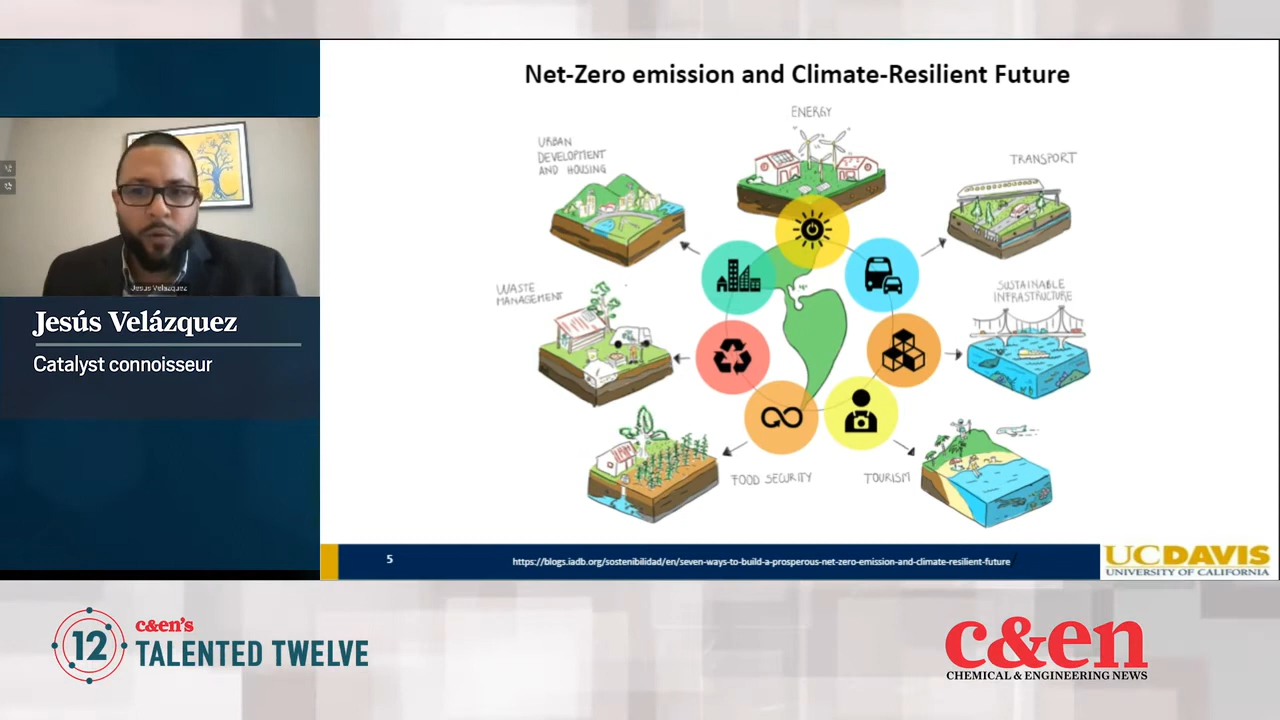 Net-Zero emission and Climate-Resilient Future
ENERGY
URBAN
DEVELOPMENT
AND HOUSING
TRANSPORT
WASTE
MANAGEMENT
SUSTAINABLE
INFRASTRUCTURE
FOOD SECURITY
TOURISM
Jesus Velazquez
Jesús Velázquez
Catalyst connoisseur
5
https://blogs.iadb.org/sostenibilidad/en/seven-ways-to-build-a-prosperous-net-zero-emission-and-climate-resilient-future/
UCDAVIS
UNIVERSITY OF CALIFORNIA
12
c&en's
TALENTED TWELVE
c&en
CHEMICAL & ENGINEERING NEWS